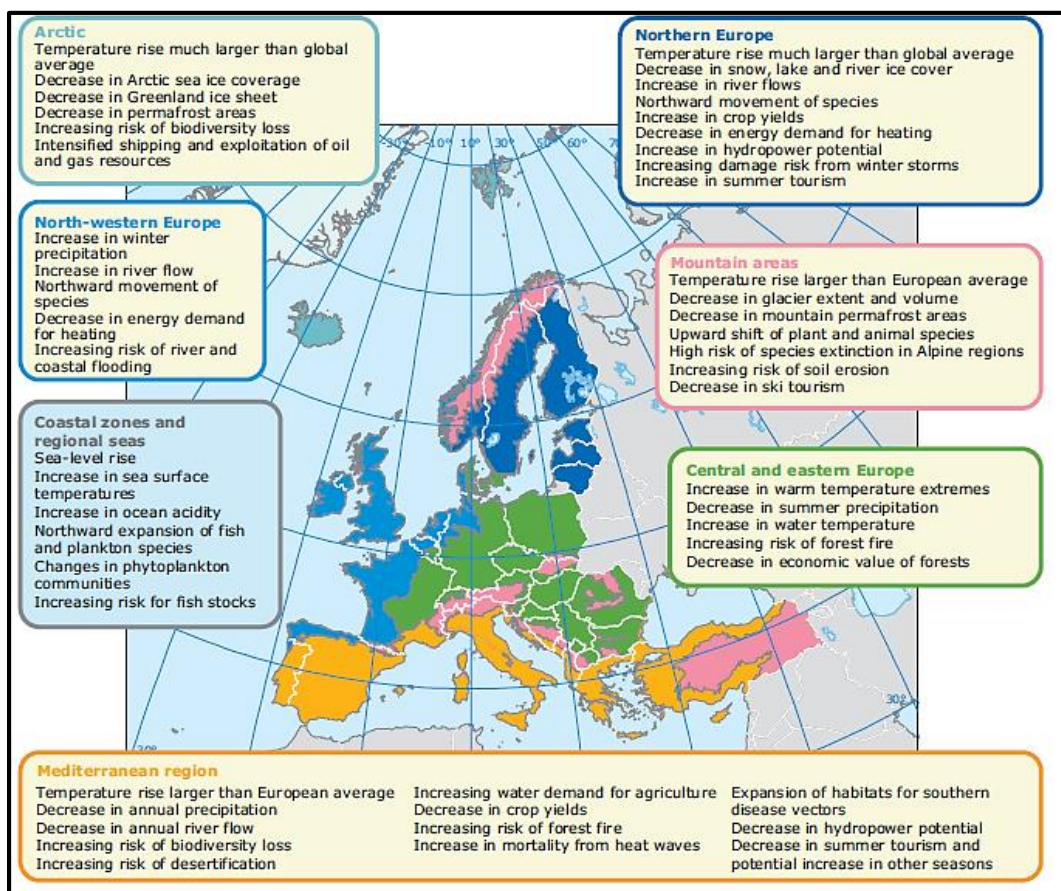 Arctic
Temperature rise much larger than global
average
Decrease in Arctic sea ice coverage
Decrease in Greenland ice sheet
Decrease in permafrost areas
Increasing risk of biodiversity loss
Intensified shipping and exploitation of oil
and gas resources
Northern Europe
Temperature rise much larger than global average
Decrease in snow, lake and river ice cover
Increase in river flows
Northward movement of species
Increase in crop yields
Decrease in energy demand for heating
Increase in hydropower potential
Increasing damage risk from winter storms
Increase in summer tourism
-10° 10° 30° 50° 60°
North-western Europe
Increase in winter
precipitation
Increase in river flow
Northward movement of
species
Decrease in energy demand
for heating
Increasing risk of river and
coastal flooding
Mountain areas
Temperature rise larger than European average
Decrease in glacier extent and volume
Decrease in mountain permafrost areas
Upward shift of plant and animal species
High risk of species extinction in Alpine regions
Increasing risk of soil erosion
Decrease in ski tourism
Coastal zones and
regional seas
Sea-level rise
Increase in sea surface
temperatures
Increase in ocean acidity
Northward expansion of fish
and plankton species
Changes in phytoplankton
communities
Increasing risk for fish stocks
Central and eastern Europe
Increase in warm temperature extremes
Decrease in summer precipitation
Increase in water temperature
Increasing risk of forest fire
Decrease in economic value of forests
30°
Mediterranean region
Temperature rise larger than European average
Decrease in annual precipitation
Decrease in annual river flow
Increasing risk of biodiversity loss
Increasing risk of desertification
Increasing water demand for agriculture
Decrease in crop yields
Increasing risk of forest fire
Increase in mortality from heat waves
Expansion of habitats for southern
disease vectors
Decrease in hydropower potential
Decrease in summer tourism and
potential increase in other seasons